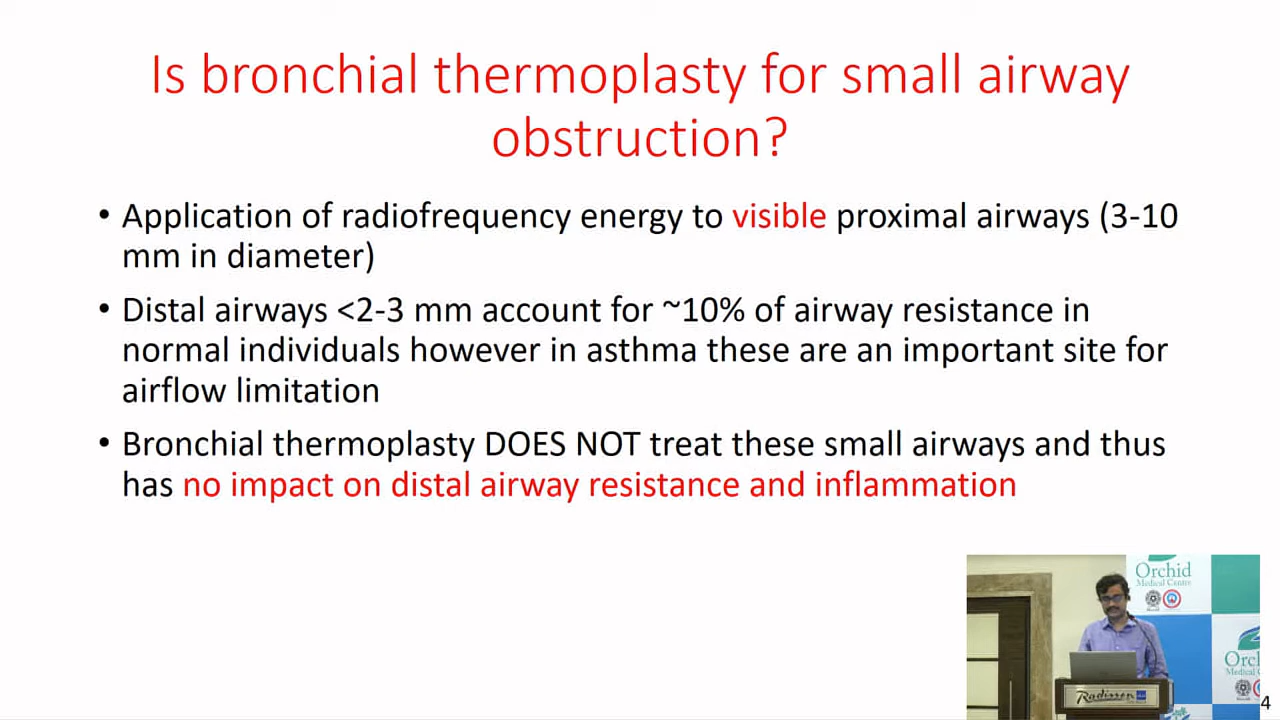 Is bronchial thermoplasty for small airway
obstruction?
• Application of radiofrequency energy to visible proximal airways (3-10
mm in diameter)
• Distal airways <2-3 mm account for ~10% of airway resistance in
normal individuals however in asthma these are an important site for
airflow limitation
• Bronchial thermoplasty DOES NOT treat these small airways and thus
has no impact on distal airway resistance and inflammation
Orchid
Medical Centre
Radisson
4